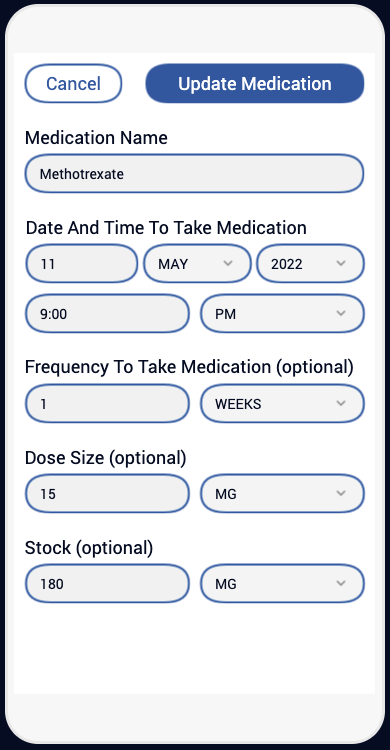 Cancel Update Medication
Medication Name
Methotrexate
Date And Time To Take Medication
11 MAY 2022
9:00 PM
Frequency To Take Medication (optional)
1 WEEKS
Dose Size (optional)
15 MG
Stock (optional)
180 MG